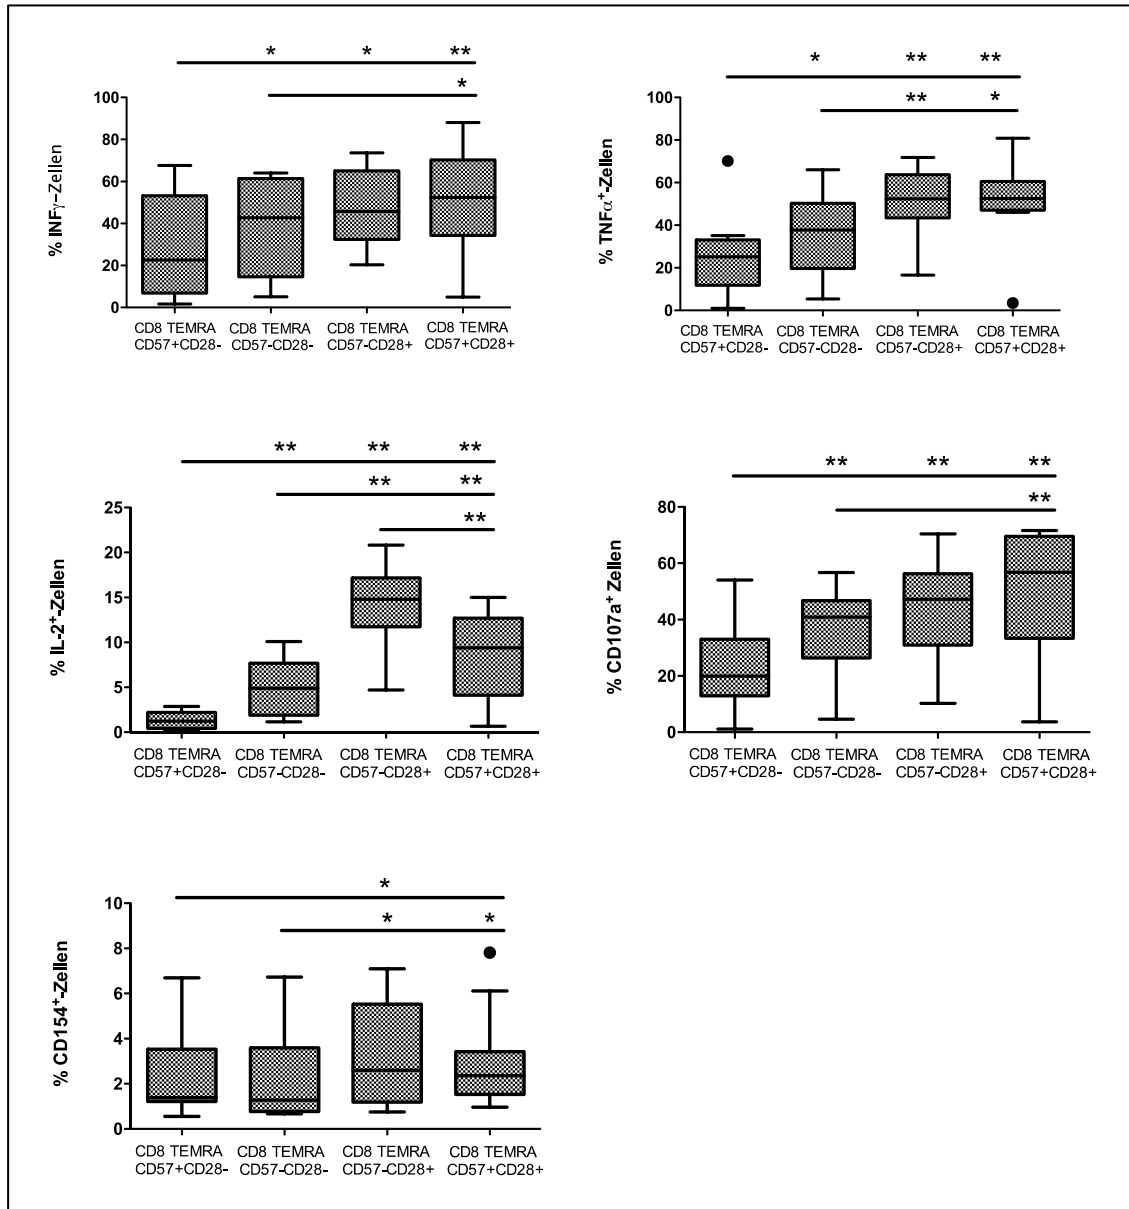 * * **
*
% INFγ–Zellen
100
80
60
40
20
0
CD8 TEMRA CD8 TEMRA CD8 TEMRA CD8 TEMRA
CD57+CD28- CD57-CD28- CD57-CD28+ CD57+CD28+
* ** **
** *
% TNFα⁺-Zellen
100
80
60
40
20
0
CD8 TEMRA CD8 TEMRA CD8 TEMRA CD8 TEMRA
CD57+CD28- CD57-CD28- CD57-CD28+ CD57+CD28+
** ** **
** **
**
% IL-2⁺-Zellen
25
20
15
10
5
0
CD8 TEMRA CD8 TEMRA CD8 TEMRA CD8 TEMRA
CD57+CD28- CD57-CD28- CD57-CD28+ CD57+CD28+
** ** **
**
% CD107a⁺ Zellen
80
60
40
20
0
CD8 TEMRA CD8 TEMRA CD8 TEMRA CD8 TEMRA
CD57+CD28- CD57-CD28- CD57-CD28+ CD57+CD28+
*
* *
% CD154⁺-Zellen
10
8
6
4
2
0
CD8 TEMRA CD8 TEMRA CD8 TEMRA CD8 TEMRA
CD57+CD28- CD57-CD28- CD57-CD28+ CD57+CD28+